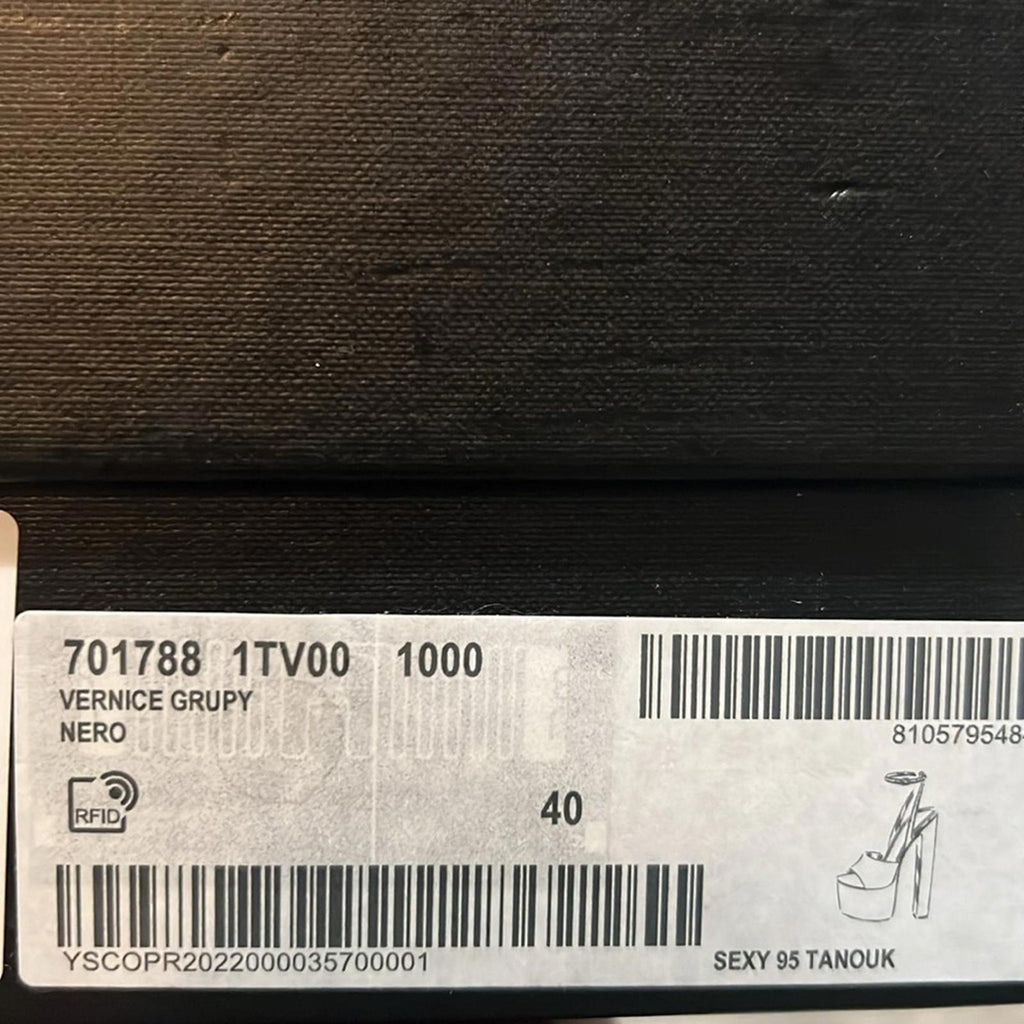 701788 1TV00 1000
VERNICE GRUPY
NERO
810579548
RFID
40
YSCOPR2022000035700001
SEXY 95 TANOUK